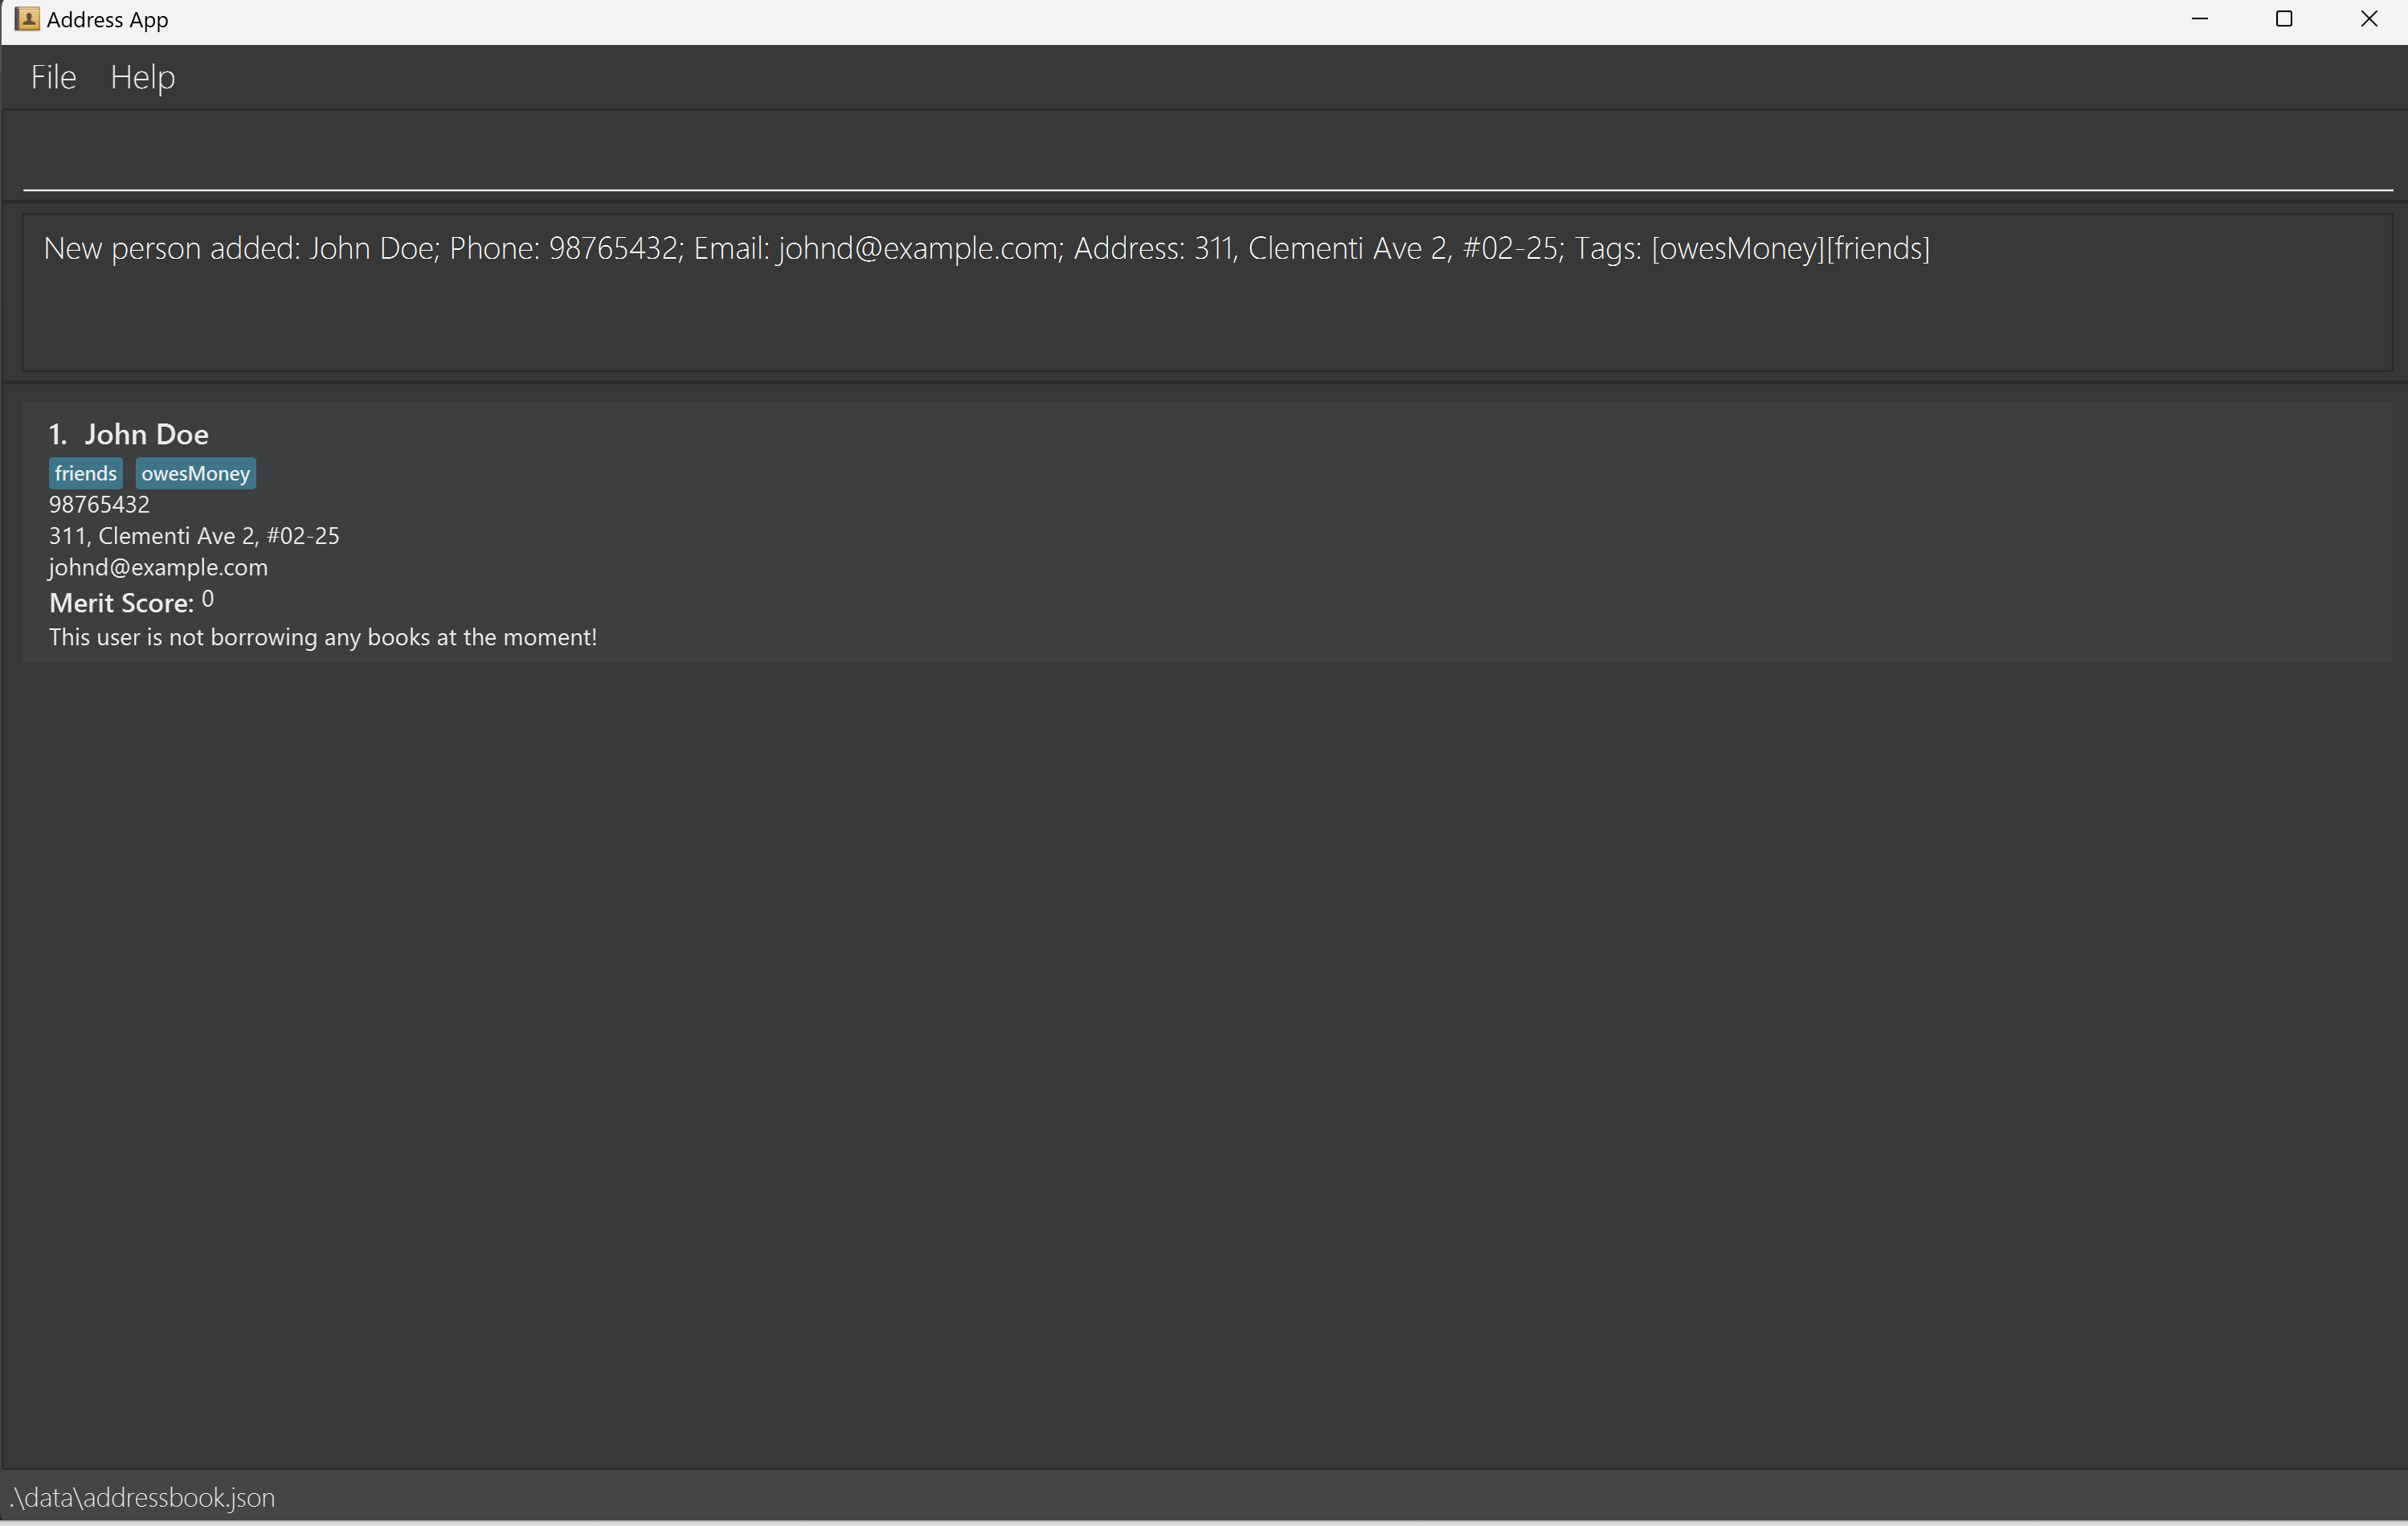 Address App
File Help
New person added: John Doe; Phone: 98765432; Email: johnd@example.com; Address: 311, Clementi Ave 2, #02-25; Tags: [owesMoney][friends]
1. John Doe
friends owesMoney
98765432
311, Clementi Ave 2, #02-25
johnd@example.com
Merit Score: 0
This user is not borrowing any books at the moment!
.\data\addressbook.json